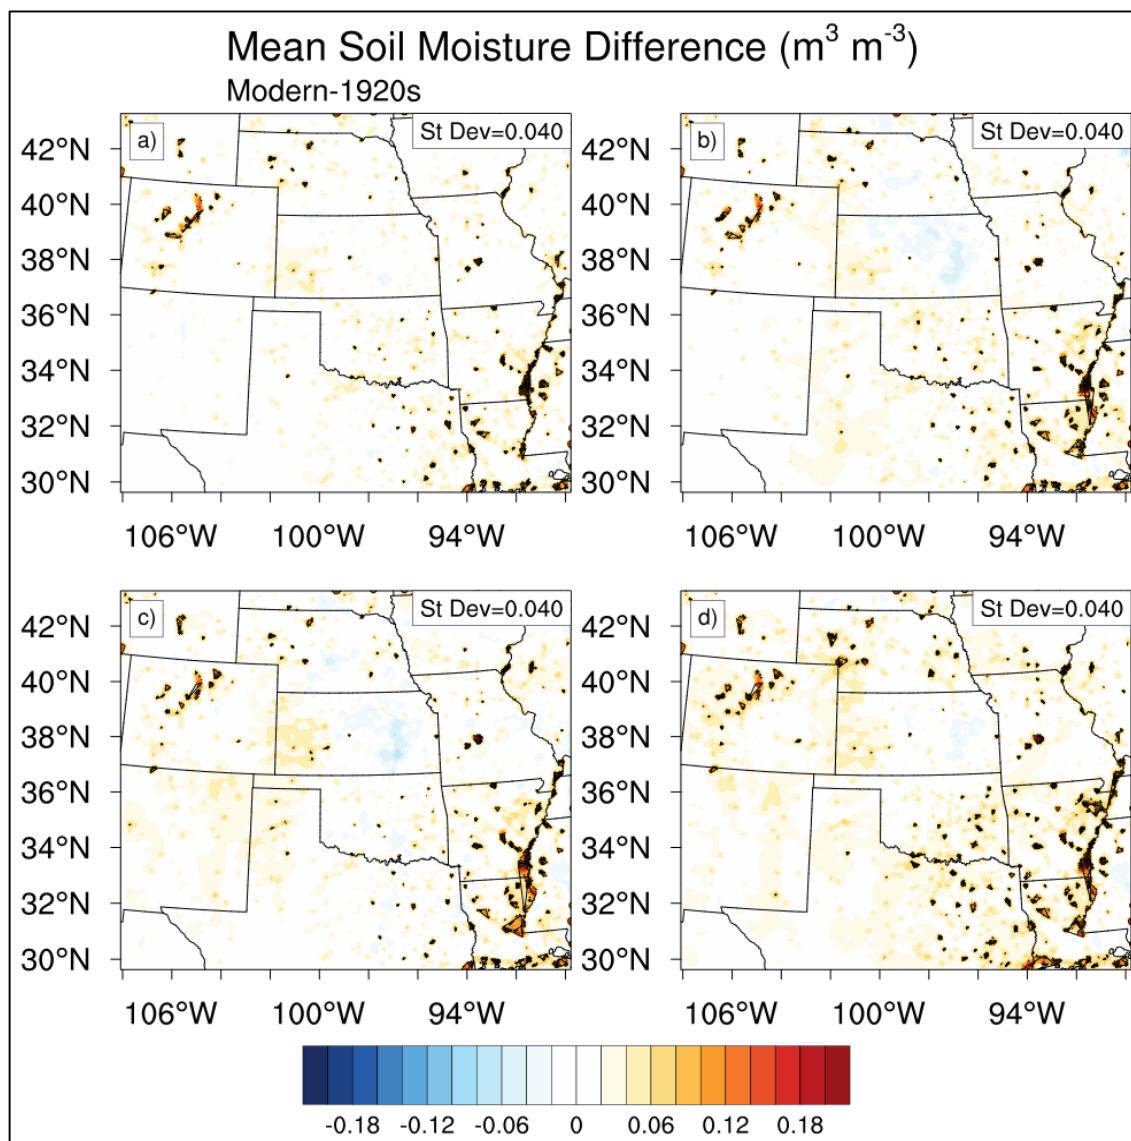 Mean Soil Moisture Difference (m³ m⁻³)
Modern-1920s
a)
St Dev=0.040
b)
St Dev=0.040
42°N
40°N
38°N
36°N
34°N
32°N
30°N
42°N
40°N
38°N
36°N
34°N
32°N
30°N
106°W 100°W 94°W
106°W 100°W 94°W
c)
St Dev=0.040
d)
St Dev=0.040
42°N
40°N
38°N
36°N
34°N
32°N
30°N
42°N
40°N
38°N
36°N
34°N
32°N
30°N
106°W 100°W 94°W
106°W 100°W 94°W
-0.18 -0.12 -0.06 0 0.06 0.12 0.18